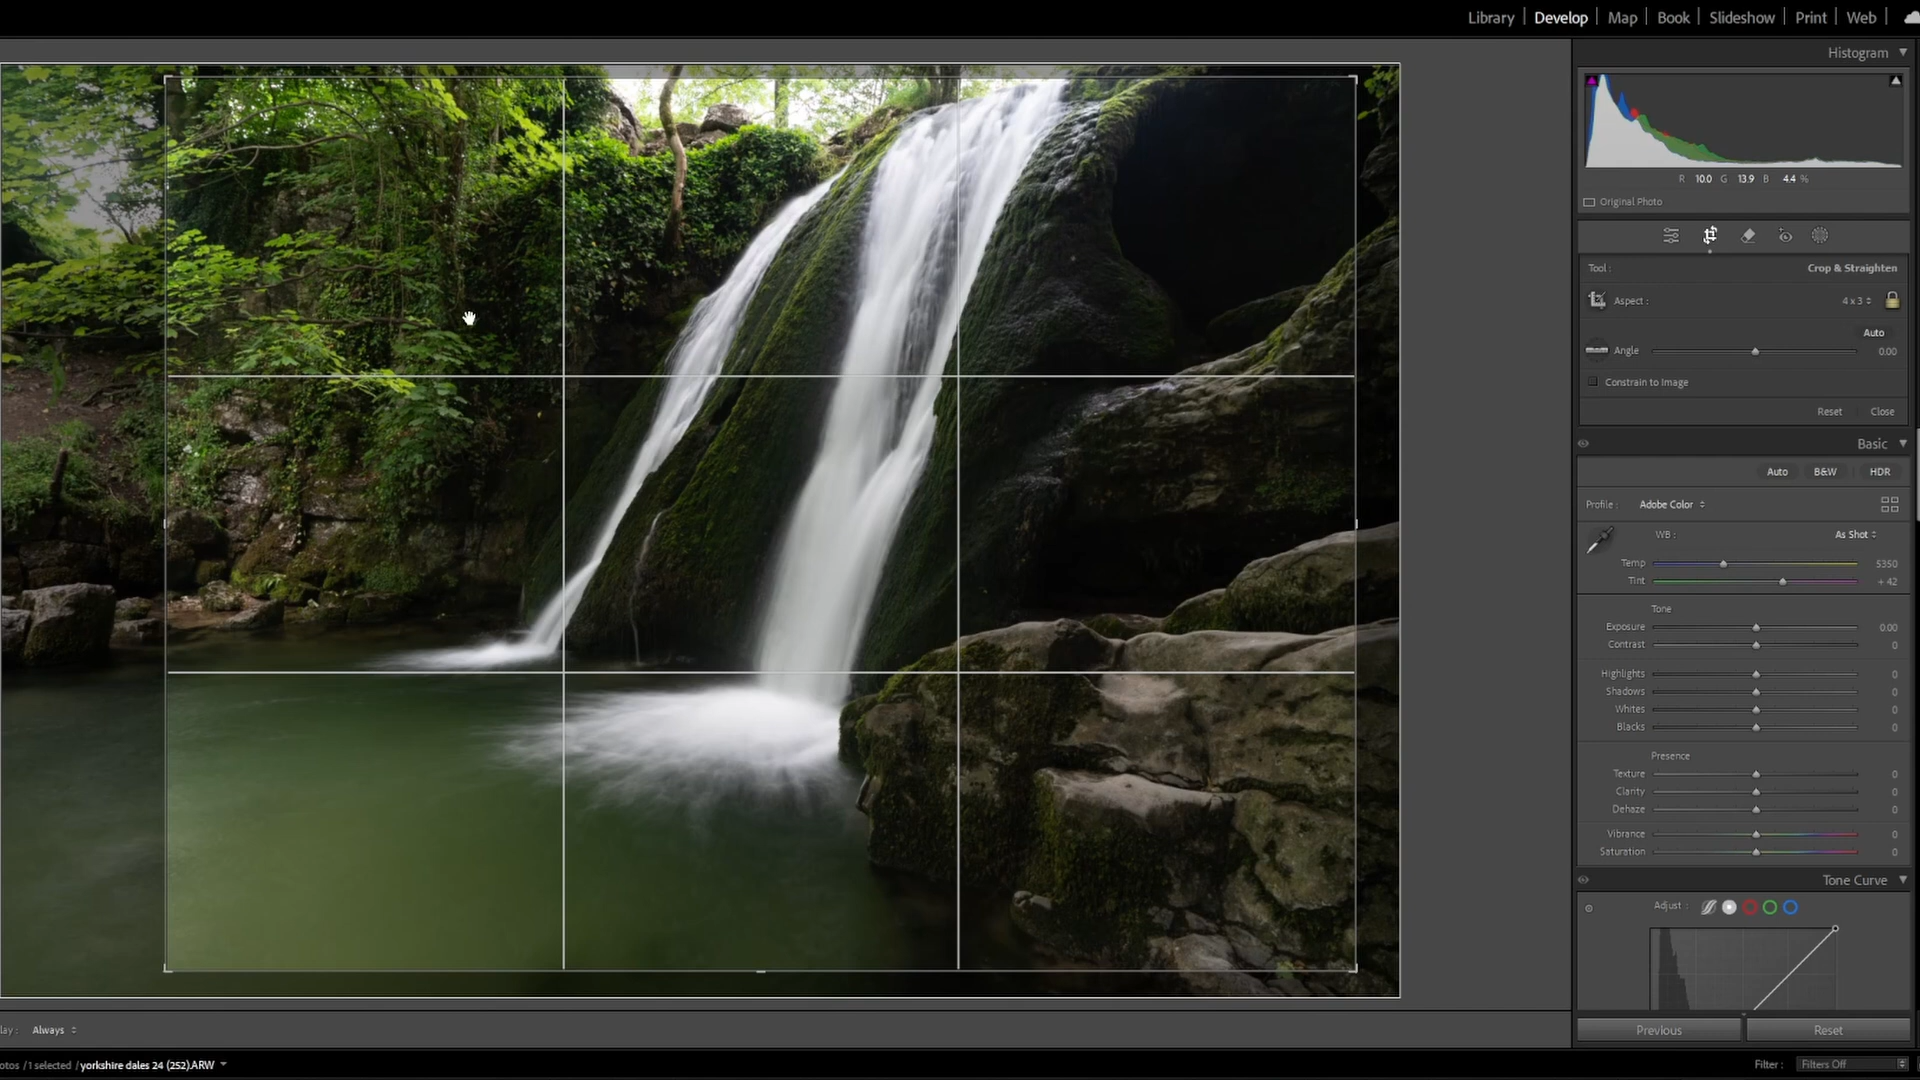 Library | Develop | Map | Book | Slideshow | Print | Web |
Histogram
R 10.0 G 13.9 B 4.4 %
Original Photo
Tool : Crop & Straighten
Aspect : 4 x 3
Auto
Angle 0.00
Constrain to Image
Reset Close
Basic
Auto B&W HDR
Profile : Adobe Color
WB : As Shot
Temp 5350
Tint + 42
Tone
Exposure 0.00
Contrast 0
Highlights 0
Shadows 0
Whites 0
Blacks 0
Presence
Texture 0
Clarity 0
Dehaze 0
Vibrance 0
Saturation 0
Tone Curve
Adjust :
Previous Reset
lay : Always
otos / 1 selected / yorkshire dales 24 (252).ARW
Filter : Filters Off